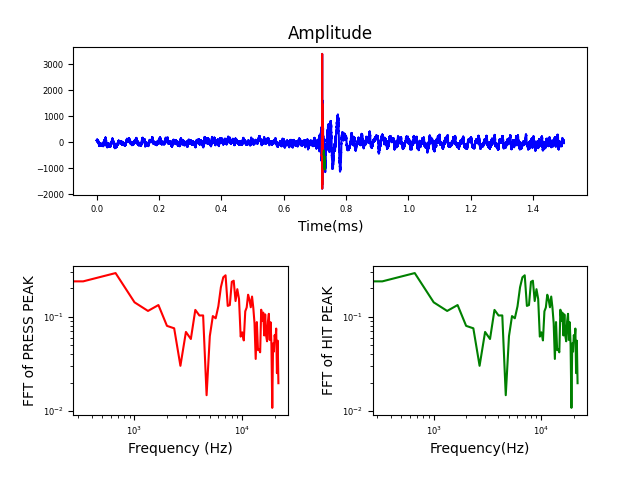 Amplitude
3000
2000
1000
0
−1000
−2000
0.0 0.2 0.4 0.6 0.8 1.0 1.2 1.4
Time(ms)
FFT of PRESS PEAK
10⁻¹
10⁻²
10³ 10⁴
Frequency (Hz)
FFT of HIT PEAK
10⁻¹
10⁻²
10³ 10⁴
Frequency(Hz)